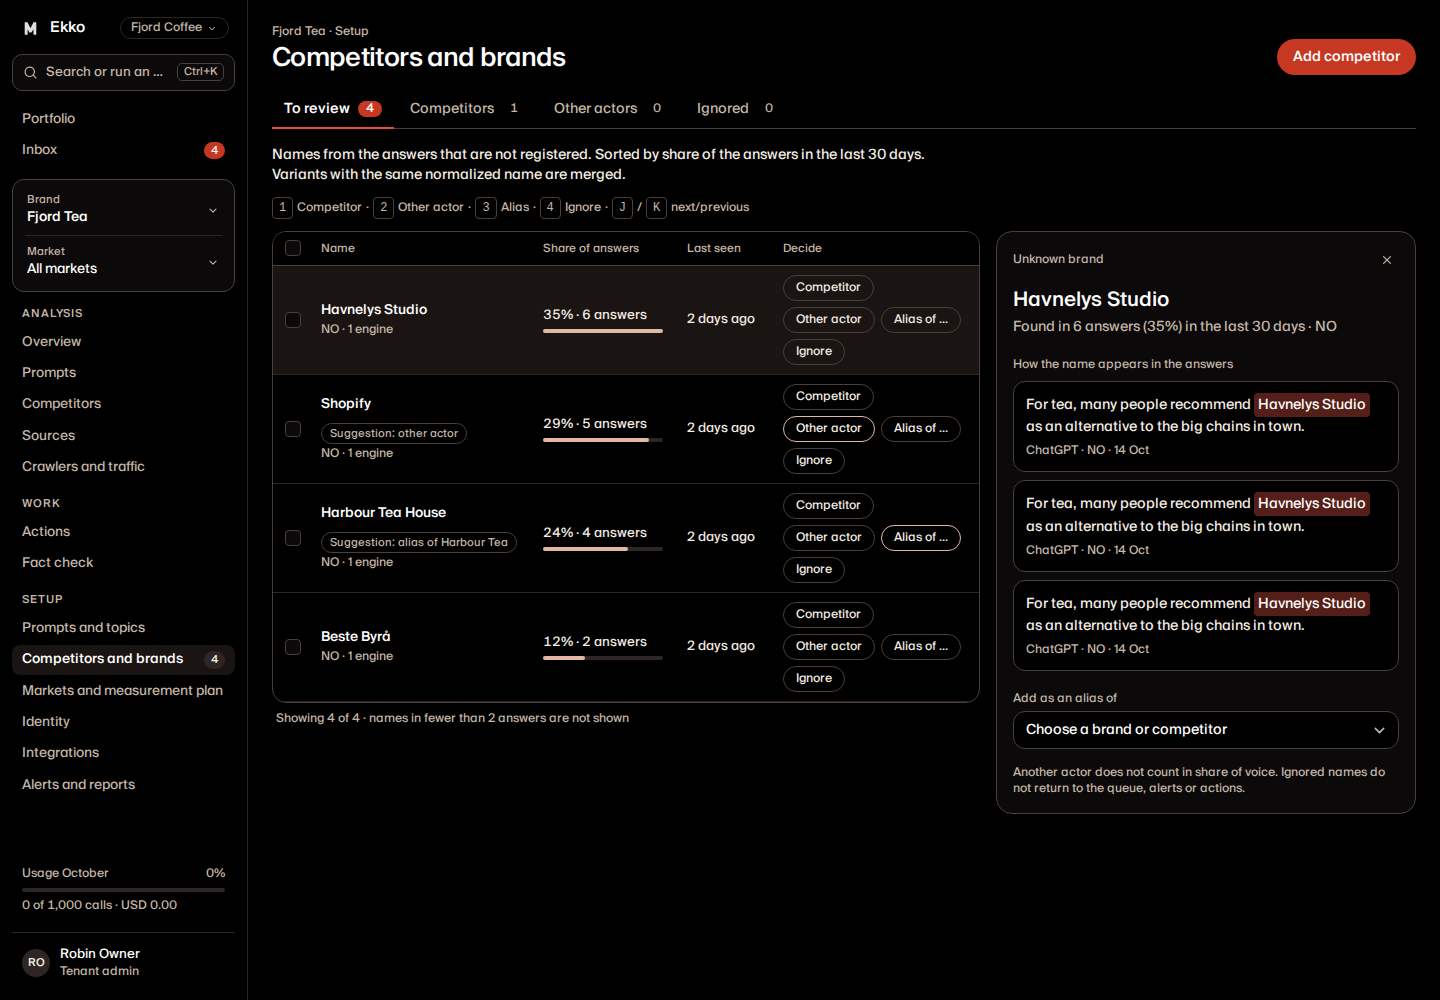 Ekko
Fjord Coffee
Search or run an ...
Ctrl+K
Portfolio
Inbox
4
Brand
Fjord Tea
Market
All markets
ANALYSIS
Overview
Prompts
Competitors
Sources
Crawlers and traffic
WORK
Actions
Fact check
SETUP
Prompts and topics
Competitors and brands
4
Markets and measurement plan
Identity
Integrations
Alerts and reports
Usage October
0%
0 of 1,000 calls · USD 0.00
RO
Robin Owner
Tenant admin
Fjord Tea · Setup
Competitors and brands
Add competitor
To review 4
Competitors 1
Other actors 0
Ignored 0
Names from the answers that are not registered. Sorted by share of the answers in the last 30 days.
Variants with the same normalized name are merged.
1 Competitor · 2 Other actor · 3 Alias · 4 Ignore · J / K next/previous
Name
Share of answers
Last seen
Decide
Havnelys Studio
NO · 1 engine
35% · 6 answers
2 days ago
Competitor
Other actor
Alias of ...
Ignore
Shopify
Suggestion: other actor
NO · 1 engine
29% · 5 answers
2 days ago
Competitor
Other actor
Alias of ...
Ignore
Harbour Tea House
Suggestion: alias of Harbour Tea
NO · 1 engine
24% · 4 answers
2 days ago
Competitor
Other actor
Alias of ...
Ignore
Beste Byrå
NO · 1 engine
12% · 2 answers
2 days ago
Competitor
Other actor
Alias of ...
Ignore
Showing 4 of 4 · names in fewer than 2 answers are not shown
Unknown brand
Havnelys Studio
Found in 6 answers (35%) in the last 30 days · NO
How the name appears in the answers
For tea, many people recommend Havnelys Studio
as an alternative to the big chains in town.
ChatGPT · NO · 14 Oct
For tea, many people recommend Havnelys Studio
as an alternative to the big chains in town.
ChatGPT · NO · 14 Oct
For tea, many people recommend Havnelys Studio
as an alternative to the big chains in town.
ChatGPT · NO · 14 Oct
Add as an alias of
Choose a brand or competitor
Another actor does not count in share of voice. Ignored names do
not return to the queue, alerts or actions.